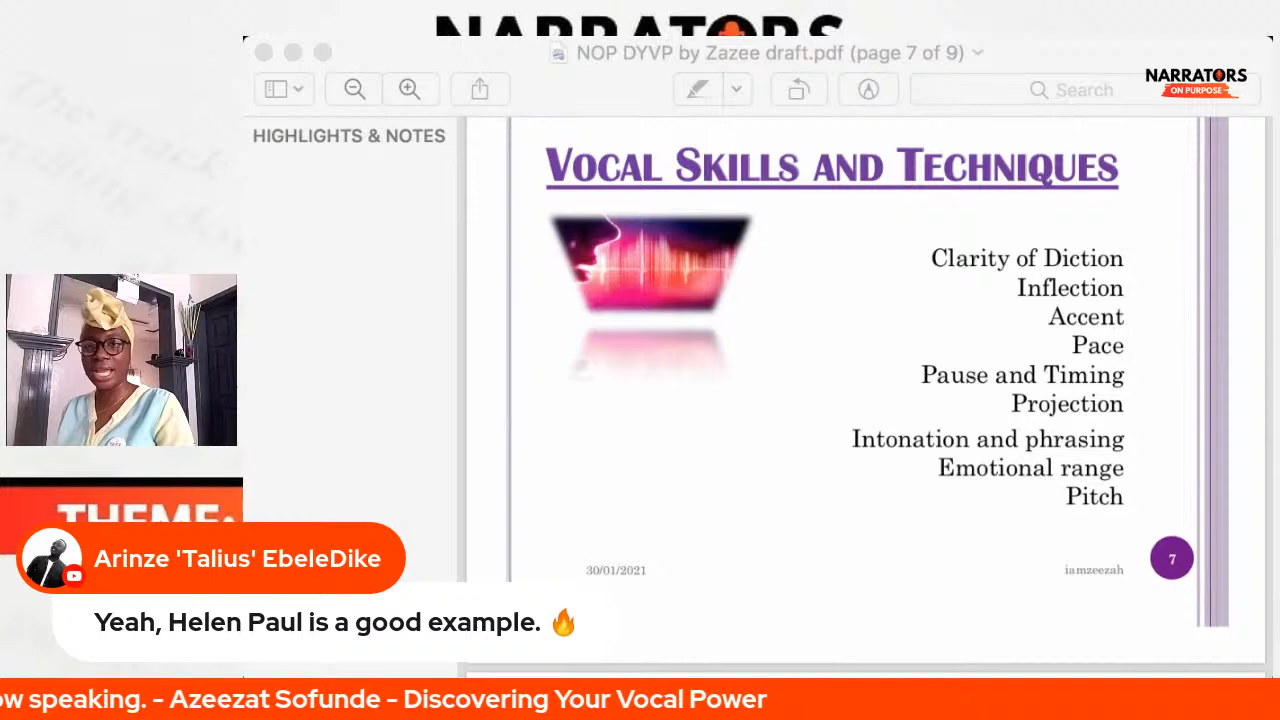 NARRATORS
NOP DYVP by Zazee draft.pdf (page 7 of 9)
Search
NARRATORS
ON PURPOSE
HIGHLIGHTS & NOTES
VOCAL SKILLS AND TECHNIQUES
Clarity of Diction
Inflection
Accent
Pace
Pause and Timing
Projection
Intonation and phrasing
Emotional range
Pitch
30/01/2021
iamzeezah
7
THEME:
Arinze 'Talius' EbeleDike
Yeah, Helen Paul is a good example. 🔥
ow speaking. - Azeezat Sofunde - Discovering Your Vocal Power